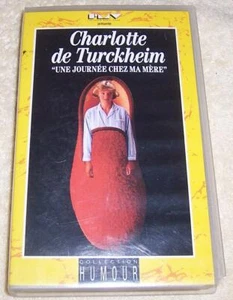 Charlotte
de Turckheim
"UNE JOURNÉE CHEZ MA MÈRE"
COLLECTION
HUMOUR